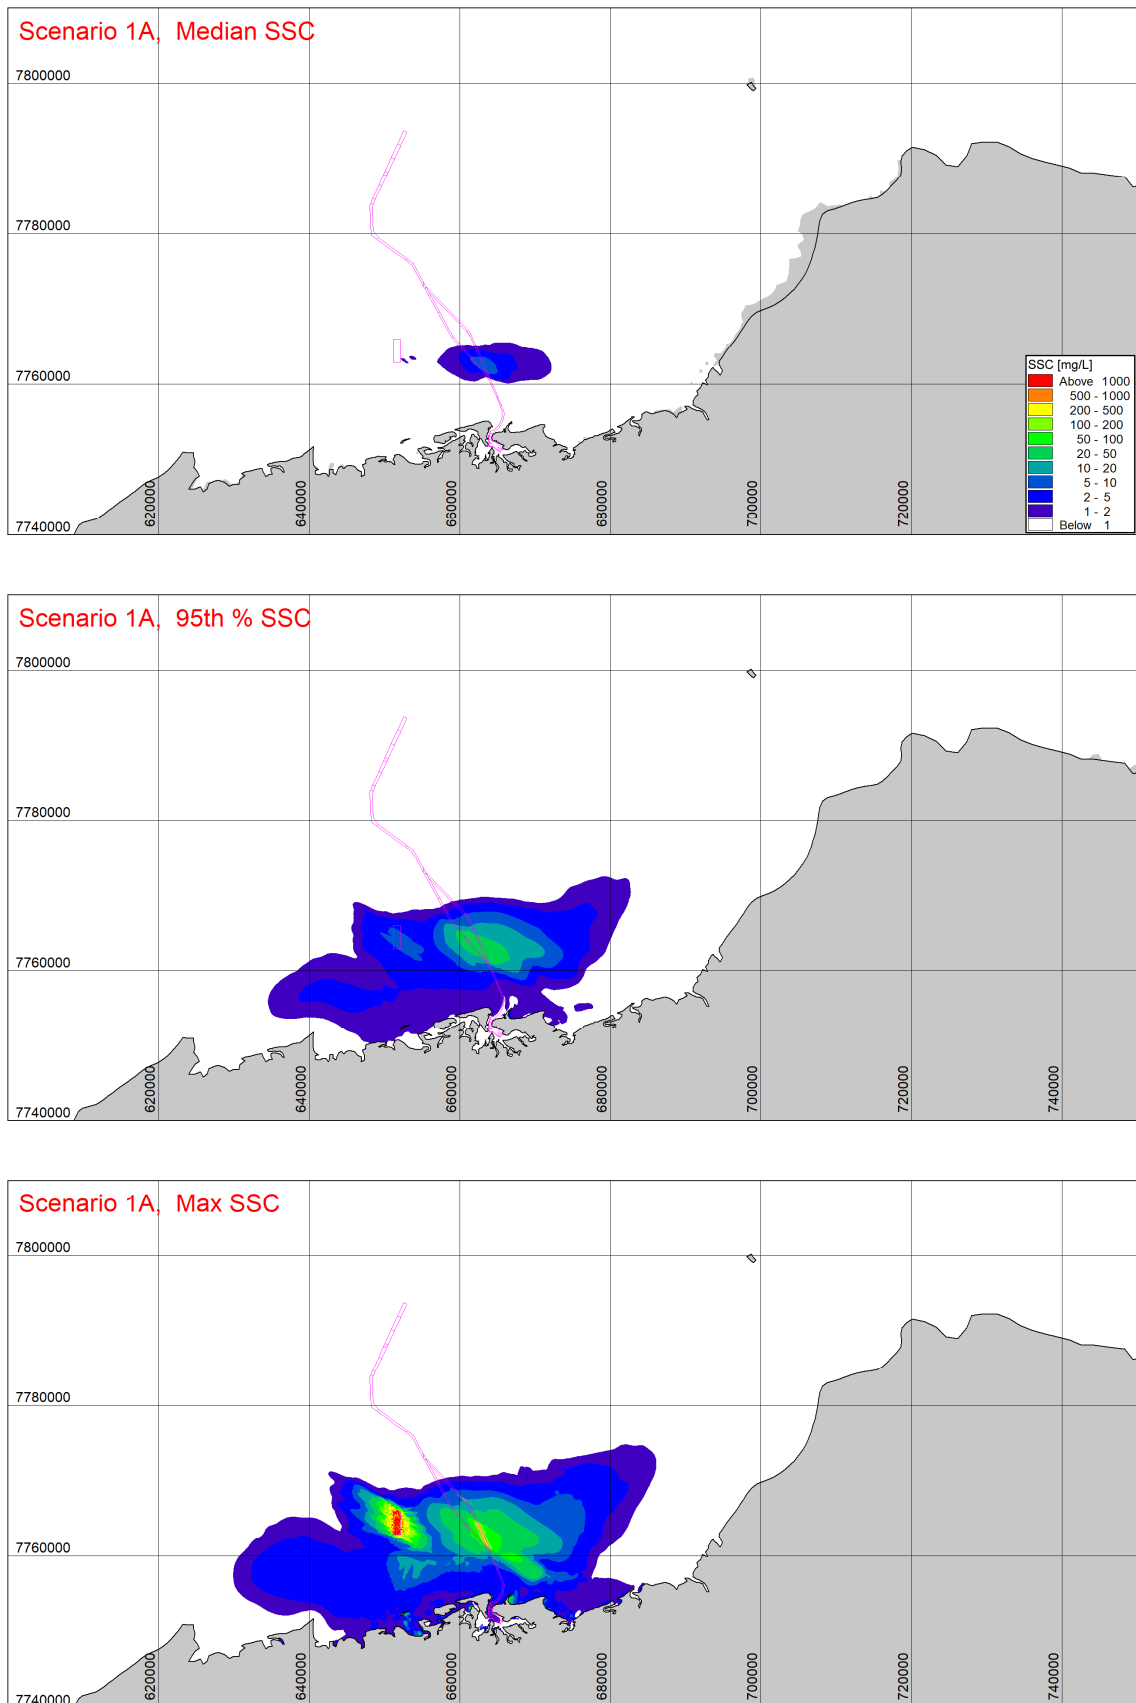 Scenario 1A, Median SSC
7800000
7780000
7760000
7740000
620000
640000
660000
680000
700000
720000
SSC [mg/L]
Above 1000
500 - 1000
200 - 500
100 - 200
50 - 100
20 - 50
10 - 20
5 - 10
2 - 5
1 - 2
Below 1
Scenario 1A, 95th % SSC
7800000
7780000
7760000
7740000
620000
640000
660000
680000
700000
720000
740000
Scenario 1A, Max SSC
7800000
7780000
7760000
7740000
620000
640000
660000
680000
700000
720000
740000